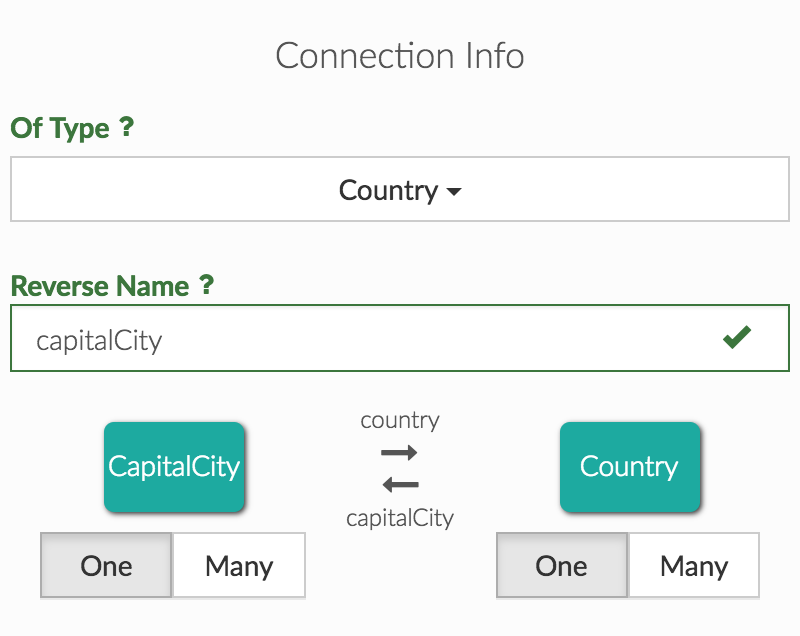 Connection Info
Of Type ?
Country
Reverse Name ?
capitalCity
country
CapitalCity
Country
capitalCity
One Many
One Many